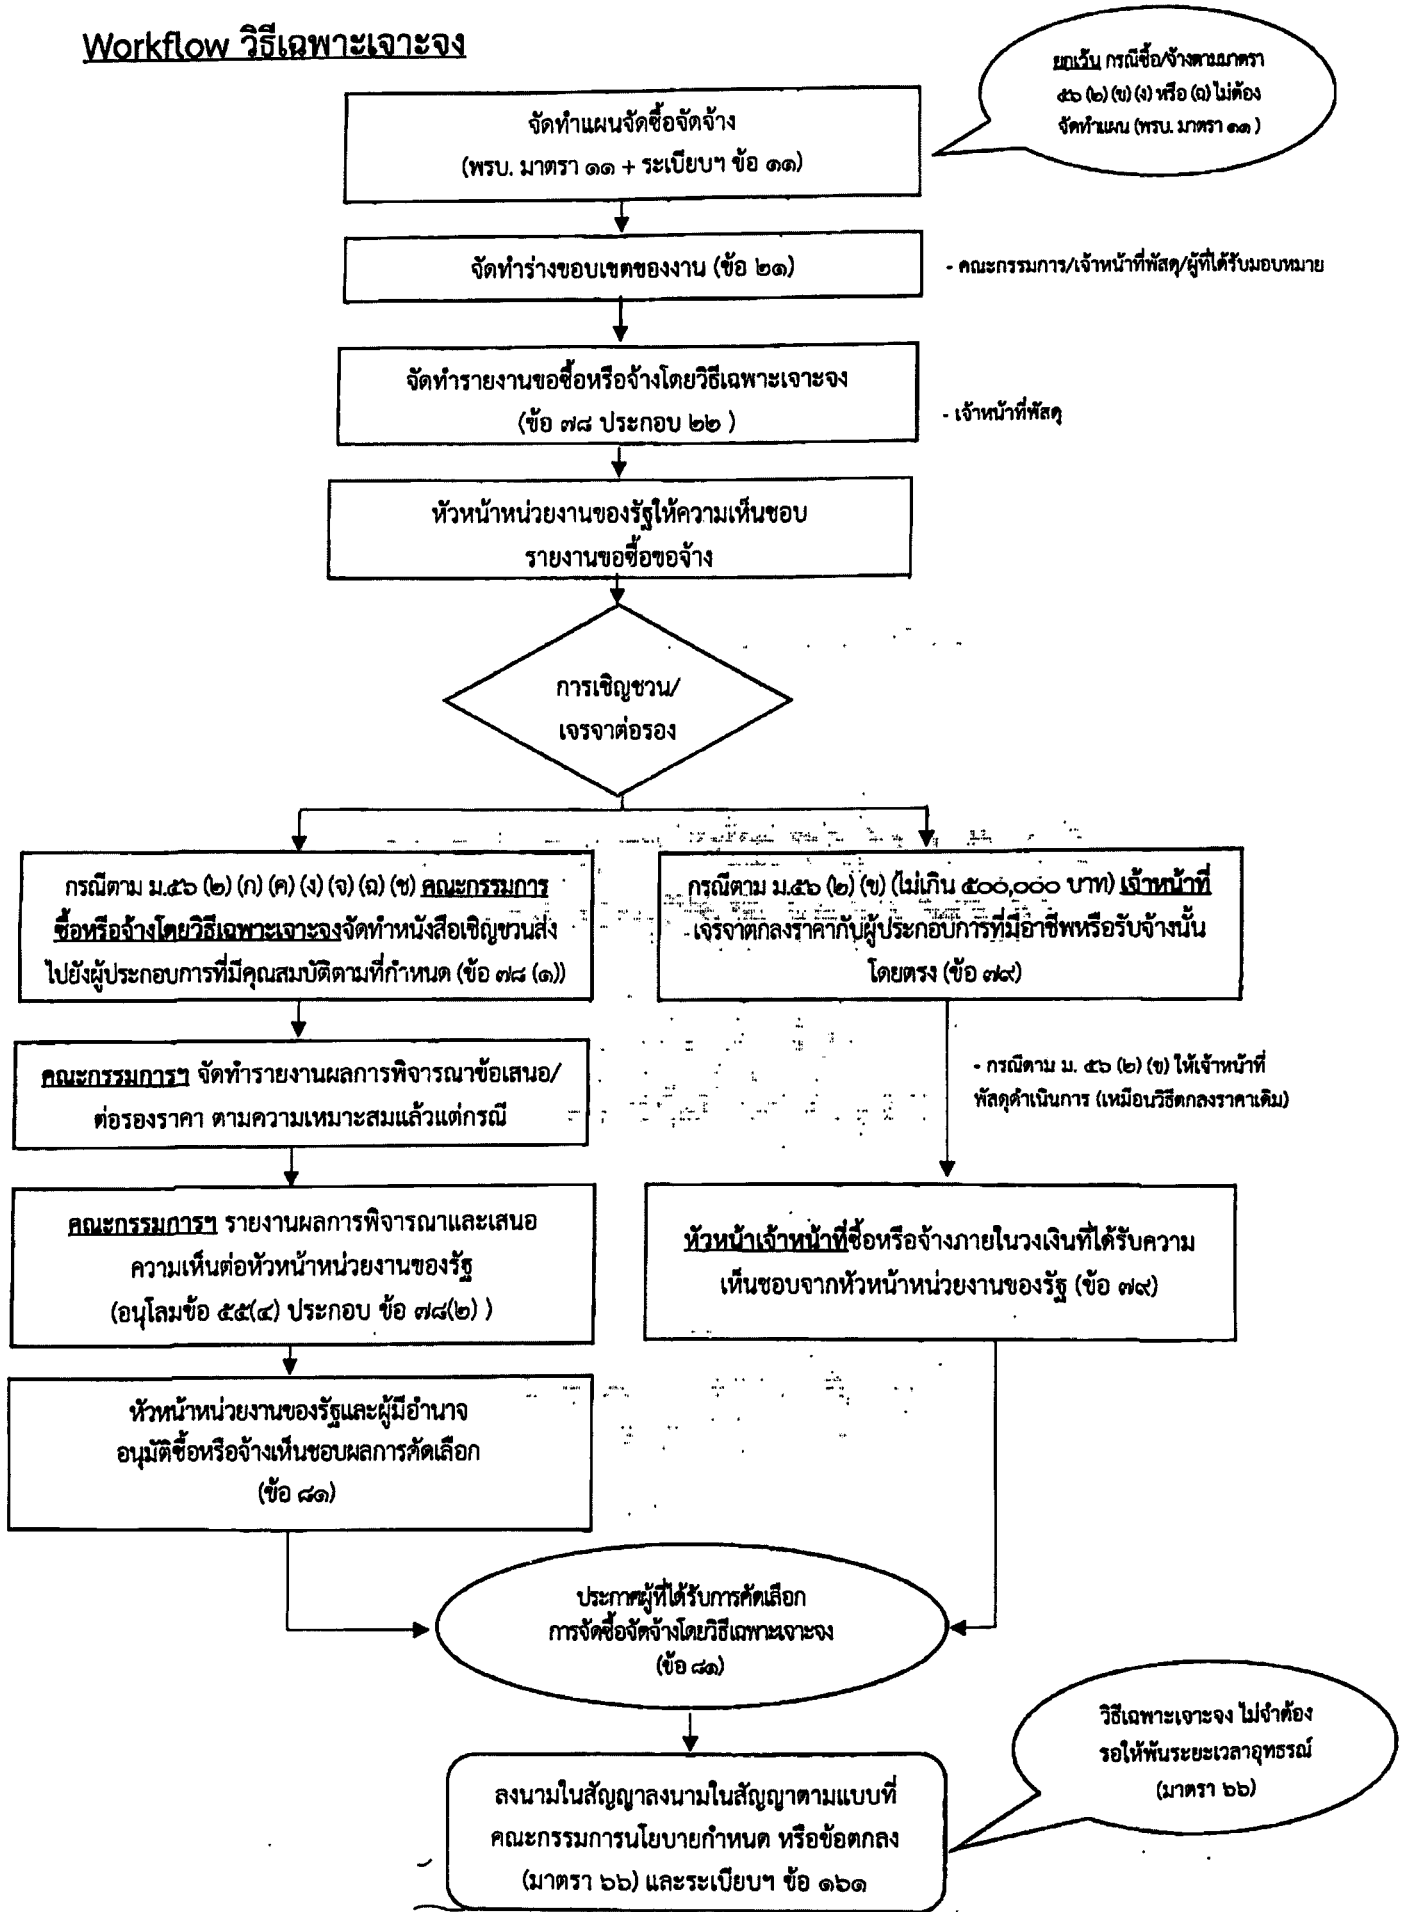 Workflow วิธีเฉพาะเจาะจง
ยกเว้น กรณีซื้อ/จ้างตามมาตรา
๕๖ (๒) (ข) (ง) หรือ (ฉ) ไม่ต้อง
จัดทำแผน (พรบ. มาตรา ๑๑ )
จัดทำแผนจัดซื้อจัดจ้าง
(พรบ. มาตรา ๑๑ + ระเบียบฯ ข้อ ๑๑)
จัดทำร่างขอบเขตของงาน (ข้อ ๒๑)
- คณะกรรมการ/เจ้าหน้าที่พัสดุ/ผู้ที่ได้รับมอบหมาย
จัดทำรายงานขอซื้อหรือจ้างโดยวิธีเฉพาะเจาะจง
(ข้อ ๗๘ ประกอบ ๒๒ )
- เจ้าหน้าที่พัสดุ
หัวหน้าหน่วยงานของรัฐให้ความเห็นชอบ
รายงานขอซื้อขอจ้าง
การเชิญชวน/
เจรจาต่อรอง
กรณีตาม ม.๕๖ (๒) (ก) (ค) (ง) (จ) (ฉ) (ช) คณะกรรมการ
ซื้อหรือจ้างโดยวิธีเฉพาะเจาะจงจัดทำหนังสือเชิญชวนส่ง
ไปยังผู้ประกอบการที่มีคุณสมบัติตามที่กำหนด (ข้อ ๗๘ (๑))
กรณีตาม ม.๕๖ (๒) (ข) (ไม่เกิน ๕๐๐,๐๐๐ บาท) เจ้าหน้าที่
เจรจาตกลงราคากับผู้ประกอบการที่มีอาชีพหรือรับจ้างนั้น
โดยตรง (ข้อ ๗๙)
คณะกรรมการฯ จัดทำรายงานผลการพิจารณาข้อเสนอ/
ต่อรองราคา ตามความเหมาะสมแล้วแต่กรณี
- กรณีตาม ม. ๕๖ (๒) (ข) ให้เจ้าหน้าที่
พัสดุดำเนินการ (เหมือนวิธีตกลงราคาเดิม)
คณะกรรมการฯ รายงานผลการพิจารณาและเสนอ
ความเห็นต่อหัวหน้าหน่วยงานของรัฐ
(อนุโลมข้อ ๕๕(๔) ประกอบ ข้อ ๗๘(๒) )
หัวหน้าเจ้าหน้าที่ซื้อหรือจ้างภายในวงเงินที่ได้รับความ
เห็นชอบจากหัวหน้าหน่วยงานของรัฐ (ข้อ ๗๙)
หัวหน้าหน่วยงานของรัฐและผู้มีอำนาจ
อนุมัติซื้อหรือจ้างเห็นชอบผลการคัดเลือก
(ข้อ ๘๑)
ประกาศผู้ที่ได้รับการคัดเลือก
การจัดซื้อจัดจ้างโดยวิธีเฉพาะเจาะจง
(ข้อ ๘๑)
วิธีเฉพาะเจาะจง ไม่จำต้อง
รอให้พ้นระยะเวลาอุทธรณ์
(มาตรา ๖๖)
ลงนามในสัญญาลงนามในสัญญาตามแบบที่
คณะกรรมการนโยบายกำหนด หรือข้อตกลง
(มาตรา ๖๖) และระเบียบฯ ข้อ ๑๖๑